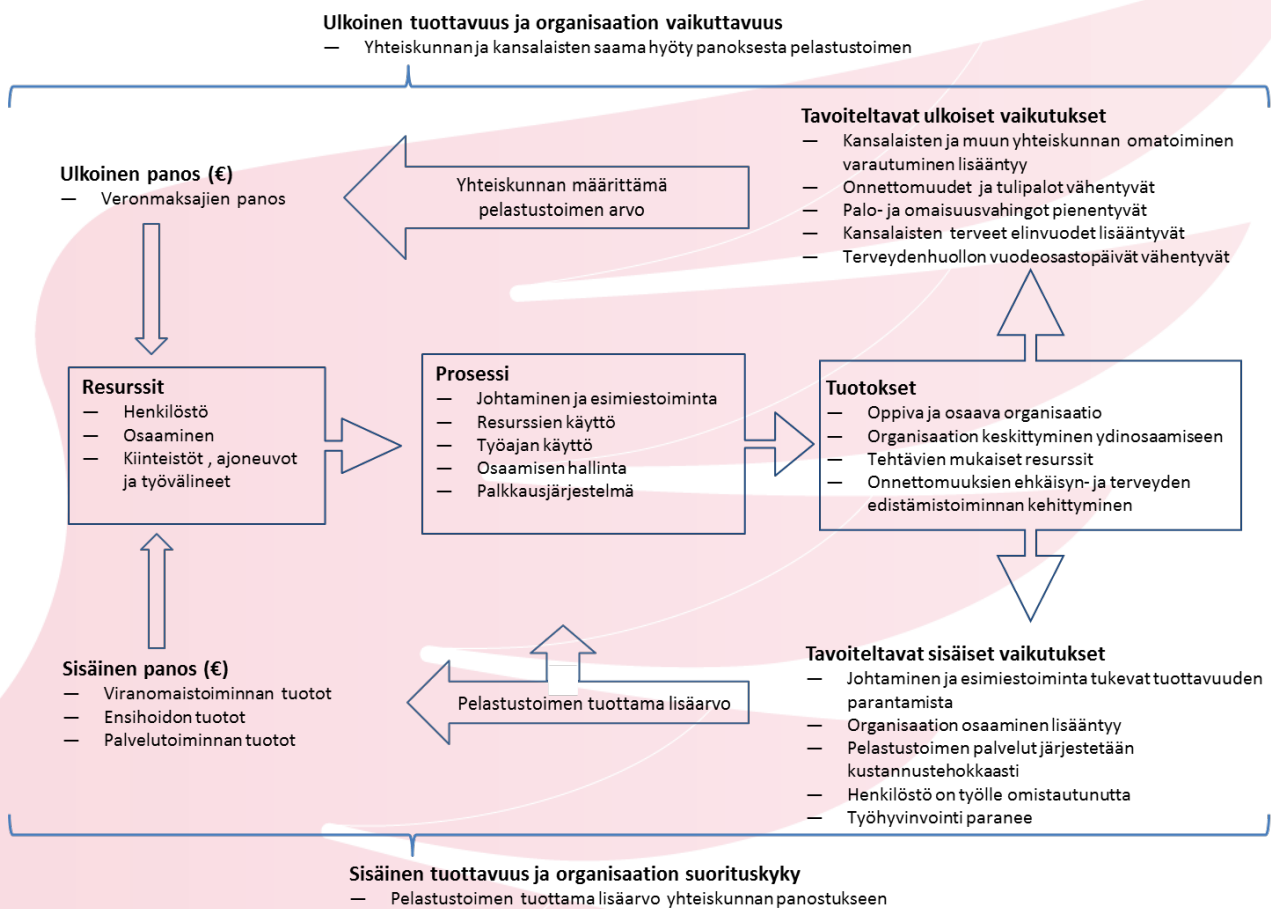 Ulkoinen tuottavuus ja organisaation vaikuttavuus
— Yhteiskunnan ja kansalaisten saama hyöty panoksesta pelastustoimen
Ulkoinen panos (€)
— Veronmaksajien panos
Yhteiskunnan määrittämä
pelastustoimen arvo
Tavoiteltavat ulkoiset vaikutukset
— Kansalaisten ja muun yhteiskunnan omatoiminen
varautuminen lisääntyy
— Onnettomuudet ja tulipalot vähentyvät
— Palo- ja omaisuusvahingot pienentyvät
— Kansalaisten terveet elinvuodet lisääntyvät
— Terveydenhuollon vuodeosastopäivät vähentyvät
Resurssit
— Henkilöstö
— Osaaminen
— Kiinteistöt , ajoneuvot
ja työvälineet
Prosessi
— Johtaminen ja esimiestoiminta
— Resurssien käyttö
— Työajan käyttö
— Osaamisen hallinta
— Palkkausjärjestelmä
Tuotokset
— Oppiva ja osaava organisaatio
— Organisaation keskittyminen ydinosaamiseen
— Tehtävien mukaiset resurssit
— Onnettomuuksien ehkäisyn- ja terveyden
edistämistoiminnan kehittyminen
Sisäinen panos (€)
— Viranomaistoiminnan tuotot
— Ensihoidon tuotot
— Palvelutoiminnan tuotot
Pelastustoimen tuottama lisäarvo
Tavoiteltavat sisäiset vaikutukset
— Johtaminen ja esimiestoiminta tukevat tuottavuuden
parantamista
— Organisaation osaaminen lisääntyy
— Pelastustoimen palvelut järjestetään
kustannustehokkaasti
— Henkilöstö on työlle omistautunutta
— Työhyvinvointi paranee
Sisäinen tuottavuus ja organisaation suorituskyky
— Pelastustoimen tuottama lisäarvo yhteiskunnan panostukseen